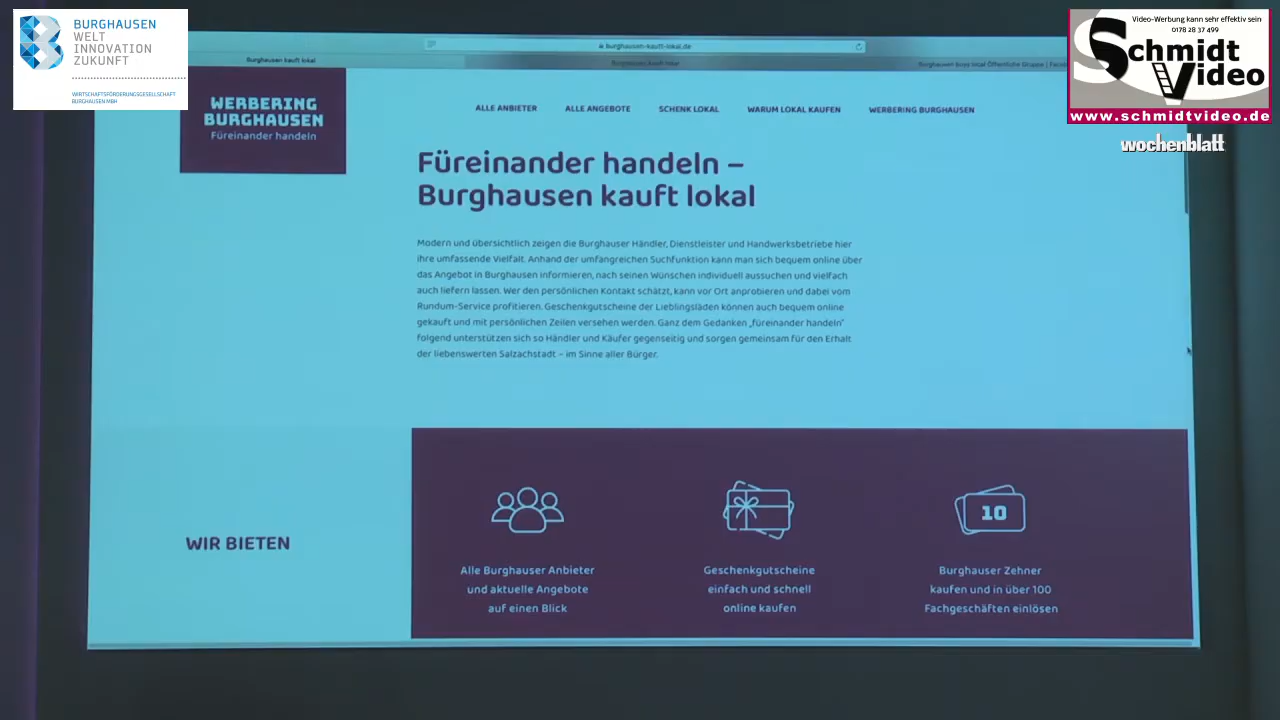 BURGHAUSEN
WELT
INNOVATION
ZUKUNFT
WIRTSCHAFTSFÖRDERUNGSGESELLSCHAFT
BURGHAUSEN MBH
Video-Werbung kann sehr effektiv sein
0178 28 37 499
Schmidt
Video
www.schmidtvideo.de
wochenblatt
burghausen-kauft-lokal.de
Burghausen kauft lokal
Burghausen kauft lokal
WERBERING
BURGHAUSEN
Füreinander handeln
ALLE ANBIETER
ALLE ANGEBOTE
SCHENK LOKAL
WARUM LOKAL KAUFEN
WERBERING BURGHAUSEN
Füreinander handeln –
Burghausen kauft lokal
Modern und übersichtlich zeigen die Burghauser Händler, Dienstleister und Handwerksbetriebe hier
ihre umfassende Vielfalt. Anhand der umfangreichen Suchfunktion kann man sich bequem online über
das Angebot in Burghausen informieren, nach seinen Wünschen individuell aussuchen und vielfach
auch liefern lassen. Wer den persönlichen Kontakt schätzt, kann vor Ort anprobieren und dabei vom
Rundum-Service profitieren. Geschenkgutscheine der Lieblingsläden können auch bequem online
gekauft und mit persönlichen Zeilen versehen werden. Ganz dem Gedanken „füreinander handeln“
folgend unterstützen sich so Händler und Käufer gegenseitig und sorgen gemeinsam für den Erhalt
der liebenswerten Salzachstadt – im Sinne aller Bürger.
WIR BIETEN
Alle Burghauser Anbieter
und aktuelle Angebote
auf einen Blick
Geschenkgutscheine
einfach und schnell
online kaufen
10
Burghauser Zehner
kaufen und in über 100
Fachgeschäften einlösen